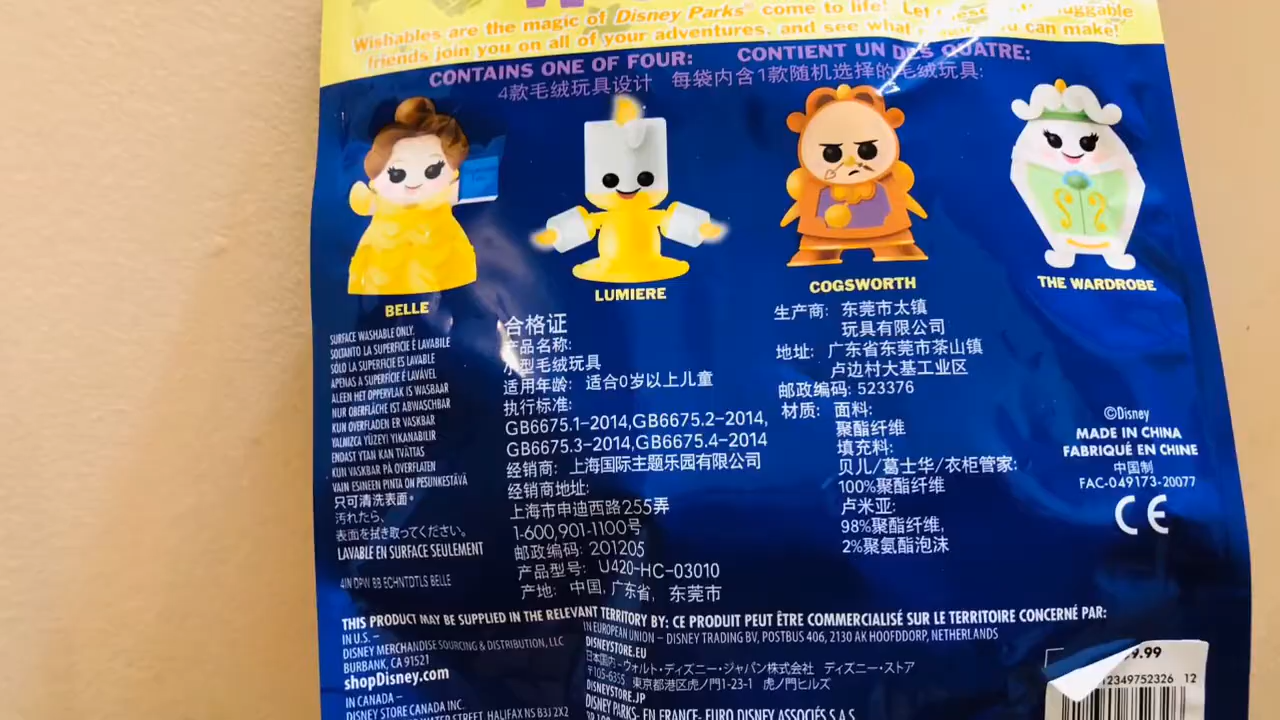 Wishables are the magic of Disney Parks come to life! Let
friends join you on all of your adventures, and see what can make!
CONTAINS ONE OF FOUR: CONTIENT UN DES QUATRE:
4款毛绒玩具设计 每袋内含1款随机选择的毛绒玩具:
BELLE
LUMIERE
COGSWORTH
THE WARDROBE
SURFACE WASHABLE ONLY.
SOLTANTO LA SUPERFICIE È LAVABILE
SÓLO LA SUPERFICIE ES LAVABLE
APENAS A SUPERFÍCIE É LAVÁVEL
ALEEN HET OPPERVLAK IS WASBAAR
NUR OBERFLÄCHE IST ABWASCHBAR
KUN OVERFLADEN ER VASKBAR
YALNIZCA YÜZEYI YIKANABILIR
ENDAST YTAN KAN TVÄTTAS
KUN VASKBAR PÅ OVERFLATEN
VAIN ESINEEN PINTA ON PESUNKESTÄVÄ
只可清洗表面。
汚れたら、
表面を拭き取ってください。
LAVABLE EN SURFACE SEULEMENT
4IN DPW BB ECHNTDTLS BELLE
合格证
产品名称:
小型毛绒玩具
适用年龄: 适合0岁以上儿童
执行标准:
GB6675.1-2014,GB6675.2-2014,
GB6675.3-2014,GB6675.4-2014
经销商: 上海国际主题乐园有限公司
经销商地址:
上海市申迪西路255弄
1-600,901-1100号
邮政编码: 201205
产品型号: U420-HC-03010
产地: 中国, 广东省, 东莞市
生产商: 东莞市太镇
玩具有限公司
地址: 广东省东莞市茶山镇
卢边村大基工业区
邮政编码: 523376
材质: 面料:
聚酯纤维
填充料:
贝儿/葛士华/衣柜管家:
100%聚酯纤维
卢米亚:
98%聚酯纤维,
2%聚氨酯泡沫
©Disney
MADE IN CHINA
FABRIQUÉ EN CHINE
中国制
FAC-049173-20077
CE
THIS PRODUCT MAY BE SUPPLIED IN THE RELEVANT TERRITORY BY: CE PRODUIT PEUT ÊTRE COMMERCIALISÉ SUR LE TERRITOIRE CONCERNÉ PAR:
IN U.S. –
DISNEY MERCHANDISE SOURCING & DISTRIBUTION, LLC
BURBANK, CA 91521
shopDisney.com
IN CANADA –
DISNEY STORE CANADA INC.
WATER STREET, HALIFAX NS B3J 2X2
IN EUROPEAN UNION – DISNEY TRADING BV, POSTBUS 406, 2130 AK HOOFDDORP, NETHERLANDS
DISNEYSTORE.EU
日本国内-ウォルト・ディズニー・ジャパン株式会社 ディズニー・ストア
〒105-6355 東京都港区虎ノ門1-23-1 虎ノ門ヒルズ
DISNEYSTORE.JP
DISNEY PARKS- EN FRANCE- EURO DISNEY ASSOCIÉS S.A.S.
9.99
12349752326 12